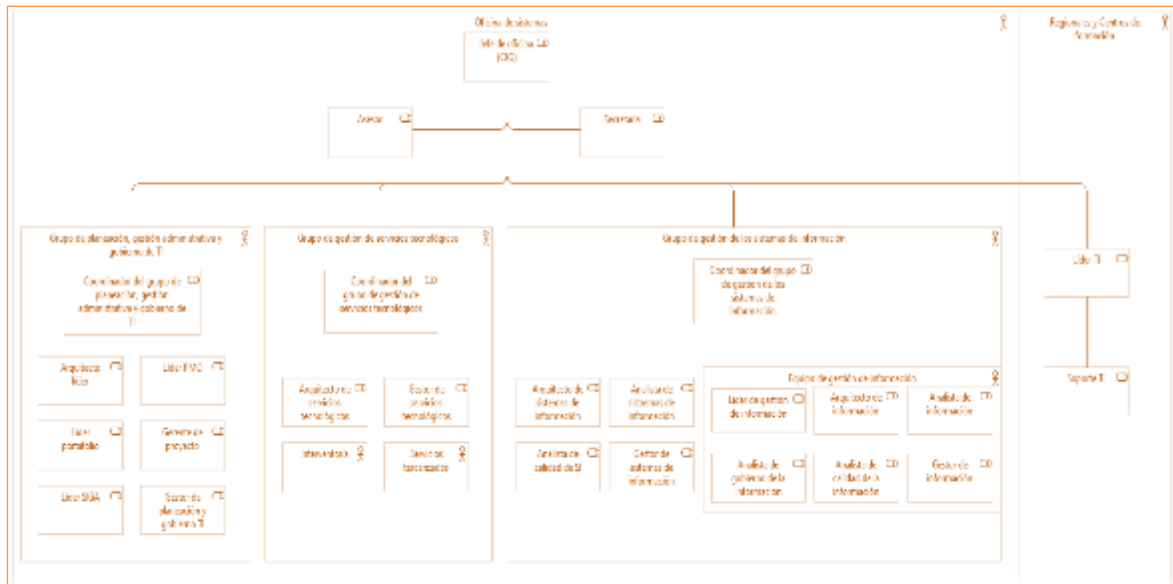 Oficina de sistemas
Jefe de oficina
(CIO)
Regionales y Centros de
formación
Asesor
Secretaria
Grupo de planeación, gestión administrativa y
gobierno de TI
Coordinador del grupo de
planeación, gestión
administrativa y gobierno de
TI
Arquitecto
líder
Líder PMO
Líder
portafolio
Gerente de
proyecto
Líder SIGA
Gestor de
planeación y
gobierno TI
Grupo de gestión de servicios tecnológicos
Coordinador del
grupo de gestión de
servicios tecnológicos
Arquitecto de
servicios
tecnológicos
Gestor de
servicios
tecnológicos
Interventoría
Servicios
tercerizados
Grupo de gestión de los sistemas de información
Coordinador del grupo
de gestión de los
sistemas de
información
Arquitecto de
sistemas de
información
Analista de
sistemas de
información
Analista de
calidad de SI
Gestor de
sistemas de
información
Equipo de gestión de información
Líder de gestión
de información
Arquitecto de
información
Analista de
información
Analista de
gobierno de la
información
Analista de
calidad de la
información
Gestor de
información
Líder TI
Soporte TI